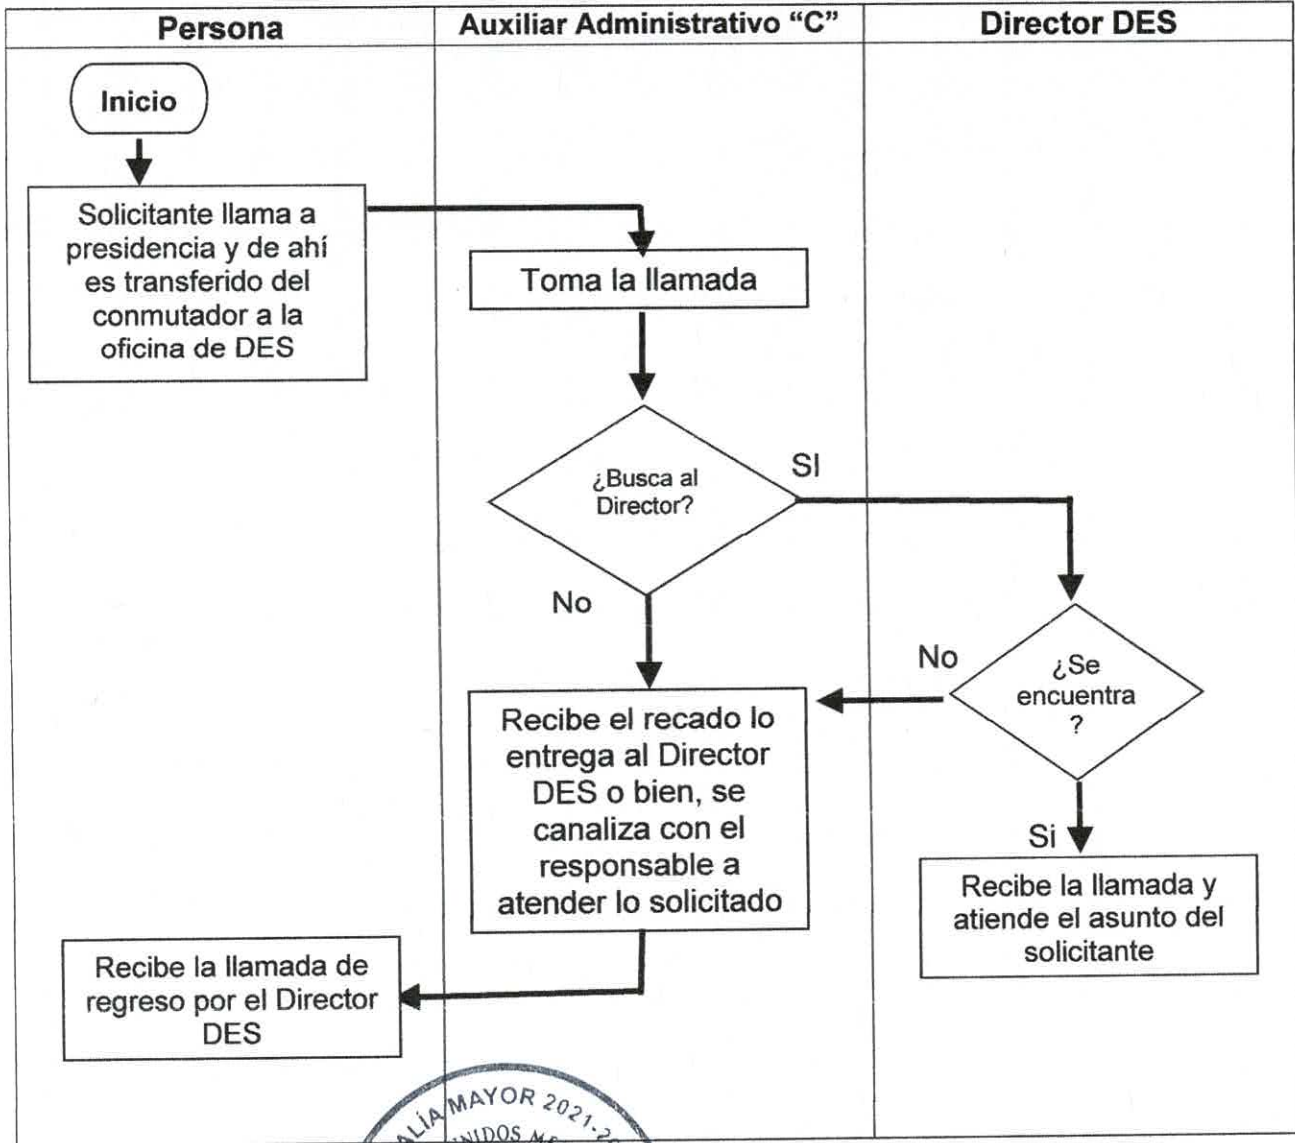 Persona
Auxiliar Administrativo “C”
Director DES
Inicio
Solicitante llama a
presidencia y de ahí
es transferido del
conmutador a la
oficina de DES
Toma la llamada
¿Busca al
Director?
SI
No
¿Se
encuentra
?
No
Si
Recibe el recado lo
entrega al Director
DES o bien, se
canaliza con el
responsable a
atender lo solicitado
Recibe la llamada y
atiende el asunto del
solicitante
Recibe la llamada de
regreso por el Director
DES
MAYOR 2021-